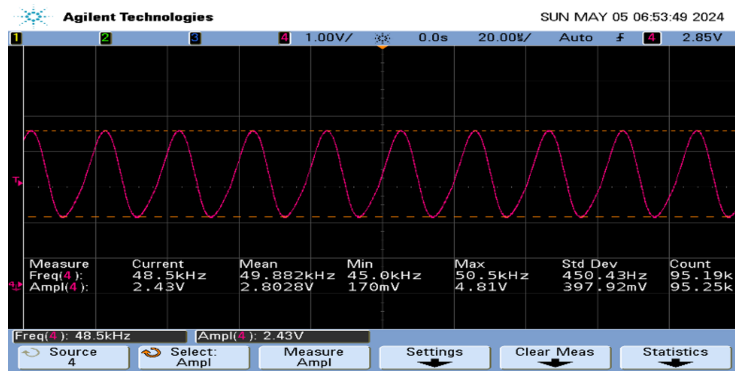 Agilent Technologies SUN MAY 05 06:53:49 2024
1 2 3 4 1.00V/ 0.0s 20.00%/ Auto 4 2.85V
T
Measure Current Mean Min Max Std Dev Count
Freq(4): 48.5kHz 49.882kHz 45.0kHz 50.5kHz 450.43Hz 95.19k
Ampl(4): 2.43V 2.8028V 170mV 4.81V 397.92mV 95.25k
4
Freq(4): 48.5kHz Ampl(4): 2.43V
Source Select: Measure Settings Clear Meas Statistics
4 Ampl Ampl